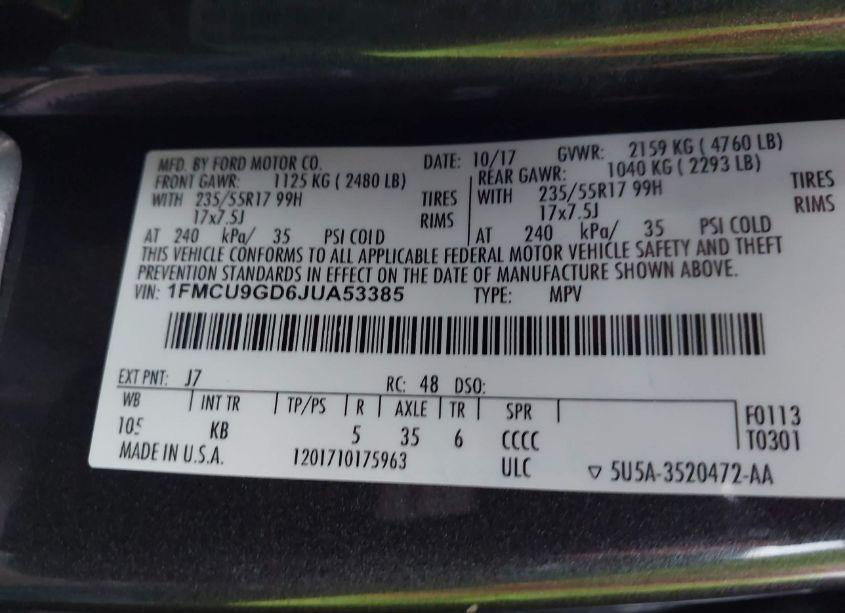 MFD. BY FORD MOTOR CO. DATE: 10/17 GVWR: 2159 KG ( 4760 LB)
FRONT GAWR: 1125 KG ( 2480 LB) REAR GAWR: 1040 KG ( 2293 LB)
WITH 235/55R17 99H TIRES WITH 235/55R17 99H TIRES
17x7.5J RIMS 17x7.5J RIMS
AT 240 kPa/ 35 PSI COLD AT 240 kPa/ 35 PSI COLD
THIS VEHICLE CONFORMS TO ALL APPLICABLE FEDERAL MOTOR VEHICLE SAFETY AND THEFT
PREVENTION STANDARDS IN EFFECT ON THE DATE OF MANUFACTURE SHOWN ABOVE.
VIN: 1FMCU9GD6JUA53385 TYPE: MPV
EXT PNT: J7 RC: 48 DSO:
WB INT TR TP/PS R AXLE TR SPR F0113
105 KB 5 35 6 CCCC T0301
MADE IN U.S.A. 1201710175963 ULC ▽ 5U5A-3520472-AA